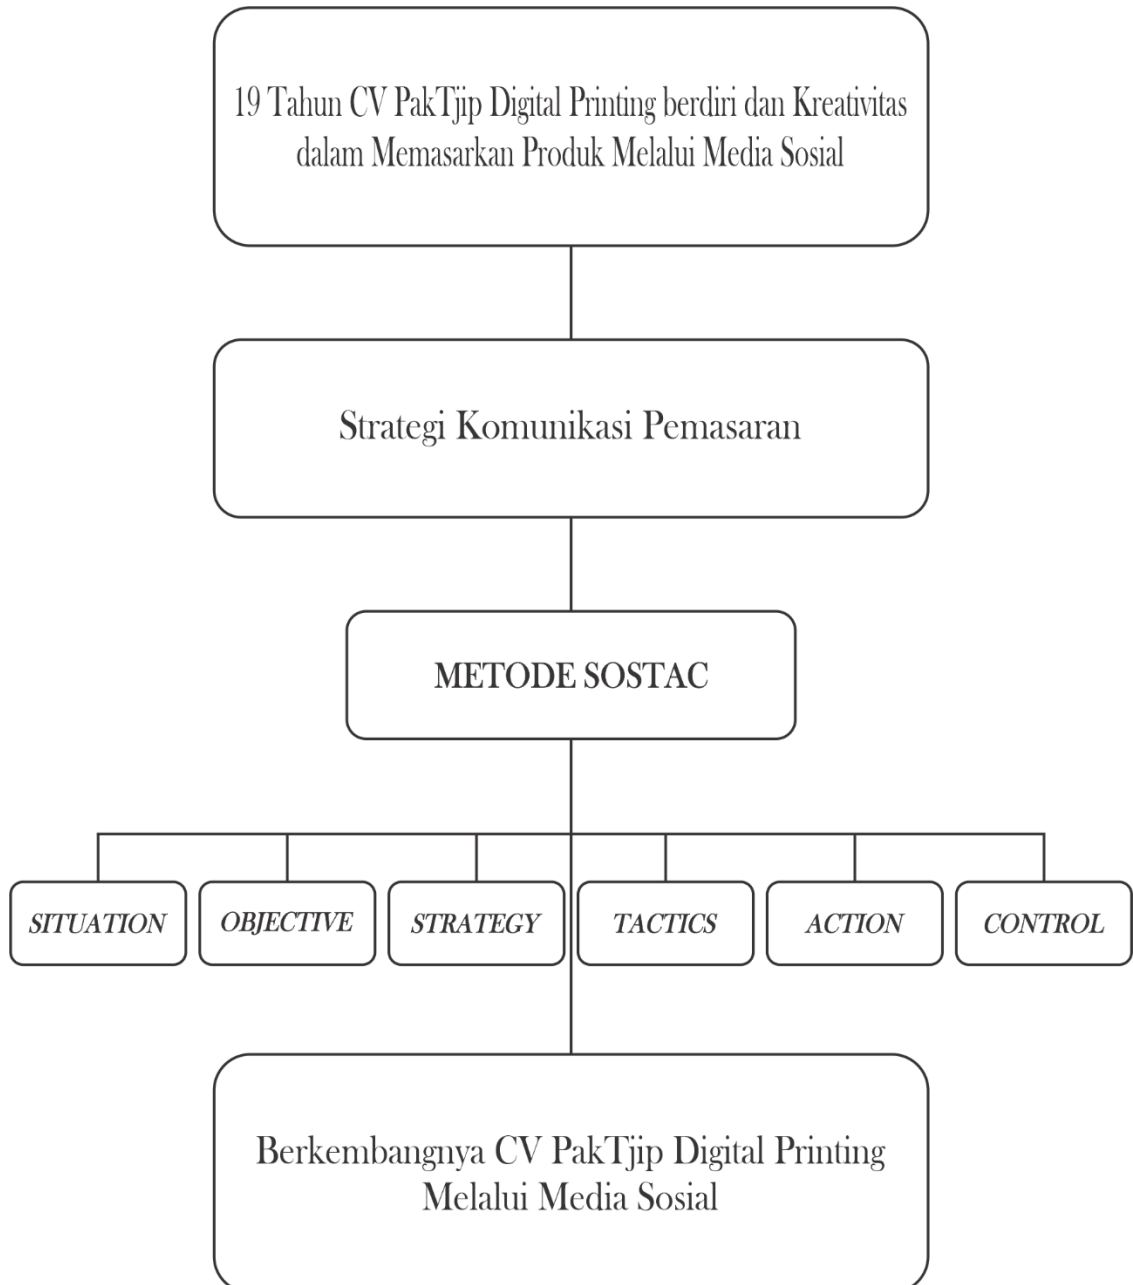 19 Tahun CV PakTjip Digital Printing berdiri dan Kreativitas
dalam Memasarkan Produk Melalui Media Sosial
Strategi Komunikasi Pemasaran
METODE SOSTAC
SITUATION
OBJECTIVE
STRATEGY
TACTICS
ACTION
CONTROL
Berkembangnya CV PakTjip Digital Printing
Melalui Media Sosial